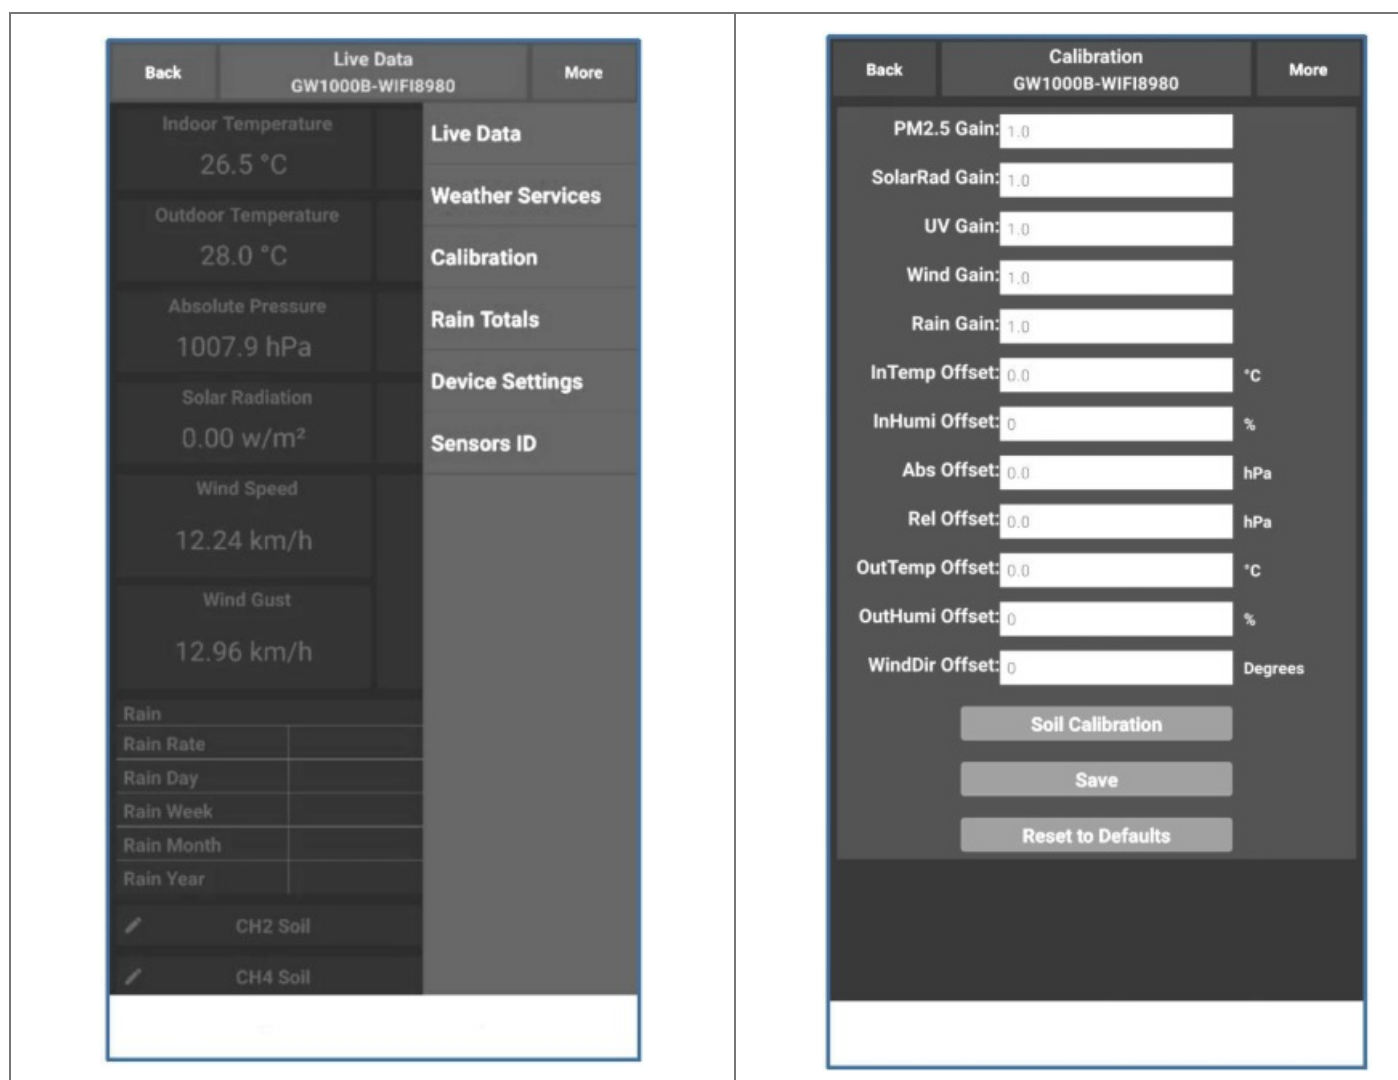 Back
Live Data
GW1000B-WIFI8980
More
Indoor Temperature
26.5 °C
Outdoor Temperature
28.0 °C
Absolute Pressure
1007.9 hPa
Solar Radiation
0.00 w/m²
Wind Speed
12.24 km/h
Wind Gust
12.96 km/h
Rain
Rain Rate
Rain Day
Rain Week
Rain Month
Rain Year
CH2 Soil
CH4 Soil
Live Data
Weather Services
Calibration
Rain Totals
Device Settings
Sensors ID
Back
Calibration
GW1000B-WIFI8980
More
PM2.5 Gain: 1.0
SolarRad Gain: 1.0
UV Gain: 1.0
Wind Gain: 1.0
Rain Gain: 1.0
InTemp Offset: 0.0 °C
InHumi Offset: 0 %
Abs Offset: 0.0 hPa
Rel Offset: 0.0 hPa
OutTemp Offset: 0.0 °C
OutHumi Offset: 0 %
WindDir Offset: 0 Degrees
Soil Calibration
Save
Reset to Defaults